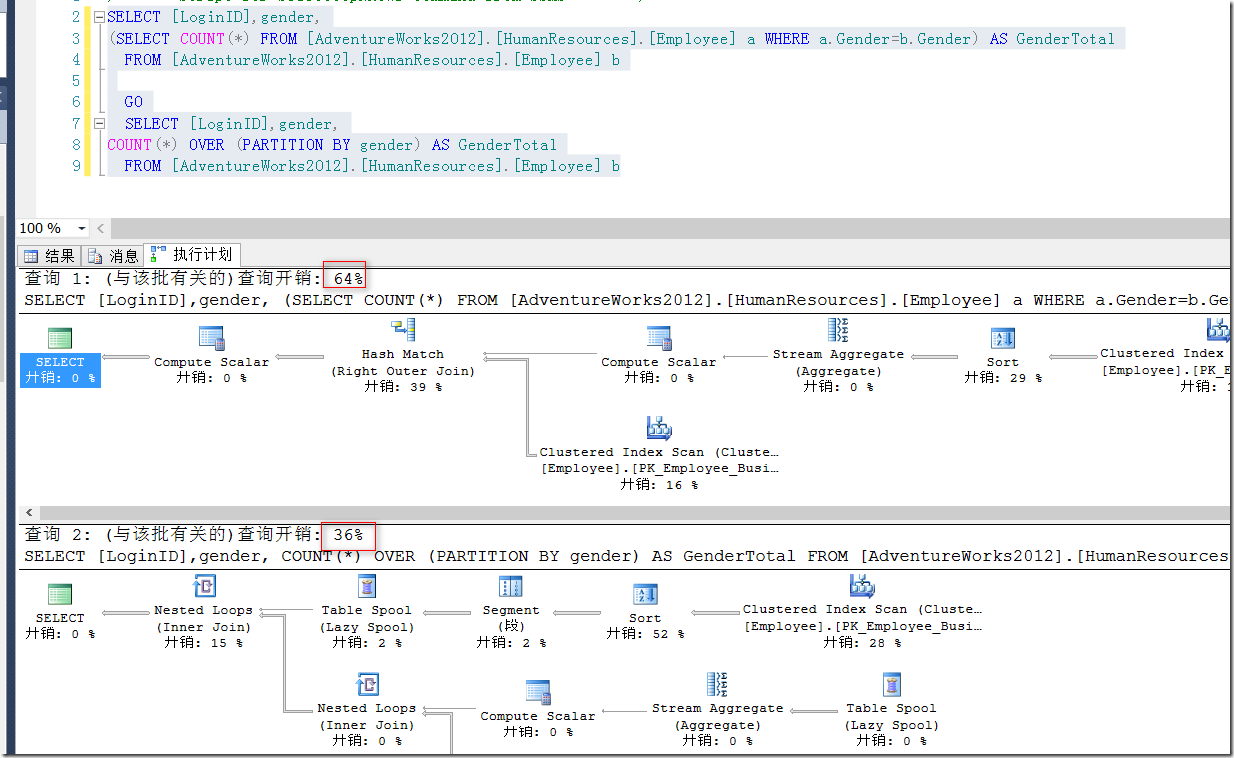 2 SELECT [LoginID],gender,
3 (SELECT COUNT(*) FROM [AdventureWorks2012].[HumanResources].[Employee] a WHERE a.Gender=b.Gender) AS GenderTotal
4 FROM [AdventureWorks2012].[HumanResources].[Employee] b
5
6 GO
7 SELECT [LoginID],gender,
8 COUNT(*) OVER (PARTITION BY gender) AS GenderTotal
9 FROM [AdventureWorks2012].[HumanResources].[Employee] b
100 %
结果 消息 执行计划
查询 1: (与该批有关的)查询开销: 64%
SELECT [LoginID],gender, (SELECT COUNT(*) FROM [AdventureWorks2012].[HumanResources].[Employee] a WHERE a.Gender=b.Ge
SELECT
开销: 0 %
Compute Scalar
开销: 0 %
Hash Match
(Right Outer Join)
开销: 39 %
Compute Scalar
开销: 0 %
Stream Aggregate
(Aggregate)
开销: 0 %
Sort
开销: 29 %
Clustered Index
[Employee].[PK_E
开销:
Clustered Index Scan (Cluste…
[Employee].[PK_Employee_Busi…
开销: 16 %
查询 2: (与该批有关的)查询开销: 36%
SELECT [LoginID],gender, COUNT(*) OVER (PARTITION BY gender) AS GenderTotal FROM [AdventureWorks2012].[HumanResources
SELECT
开销: 0 %
Nested Loops
(Inner Join)
开销: 15 %
Table Spool
(Lazy Spool)
开销: 2 %
Segment
(段)
开销: 2 %
Sort
开销: 52 %
Clustered Index Scan (Cluste…
[Employee].[PK_Employee_Busi…
开销: 28 %
Nested Loops
(Inner Join)
开销: 0 %
Compute Scalar
开销: 0 %
Stream Aggregate
(Aggregate)
开销: 0 %
Table Spool
(Lazy Spool)
开销: 0 %